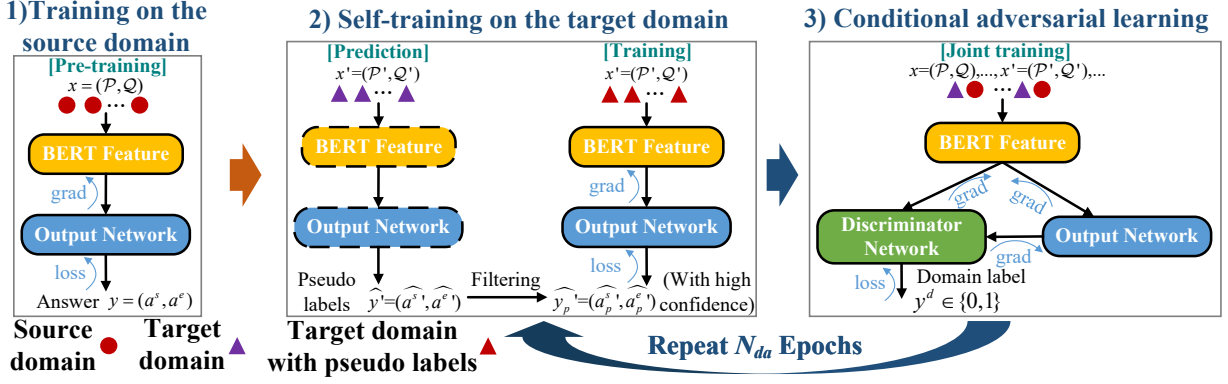 1)Training on the
source domain
[Pre-training]
x = (P,Q)
...
BERT Feature
grad
Output Network
loss
Answer y = (a^s, a^e)
2) Self-training on the target domain
[Prediction]
x'=(P',Q')
...
BERT Feature
Output Network
Pseudo
labels
ŷ'=(â^s', â^e')
Filtering
[Training]
x'=(P',Q')
...
BERT Feature
grad
Output Network
loss
ŷ_p'=(â_p^s', â_p^e')
(With high
confidence)
3) Conditional adversarial learning
[Joint training]
x=(P,Q),..., x'=(P',Q'),...
...
BERT Feature
grad
grad
Discriminator
Network
grad
Output Network
loss
Domain label
y^d ∈ {0,1}
Source
domain
Target
domain
Target domain
with pseudo labels
Repeat N_da Epochs